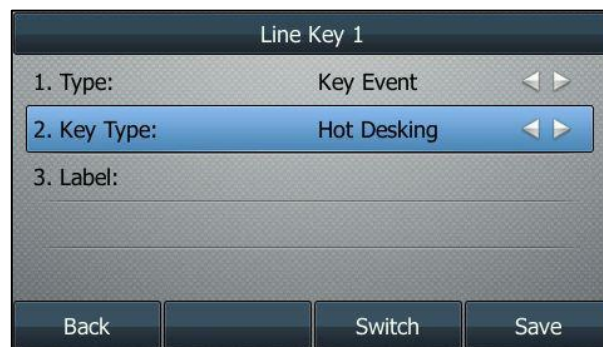 Line Key 1
1. Type: Key Event
2. Key Type: Hot Desking
3. Label:
Back Switch Save